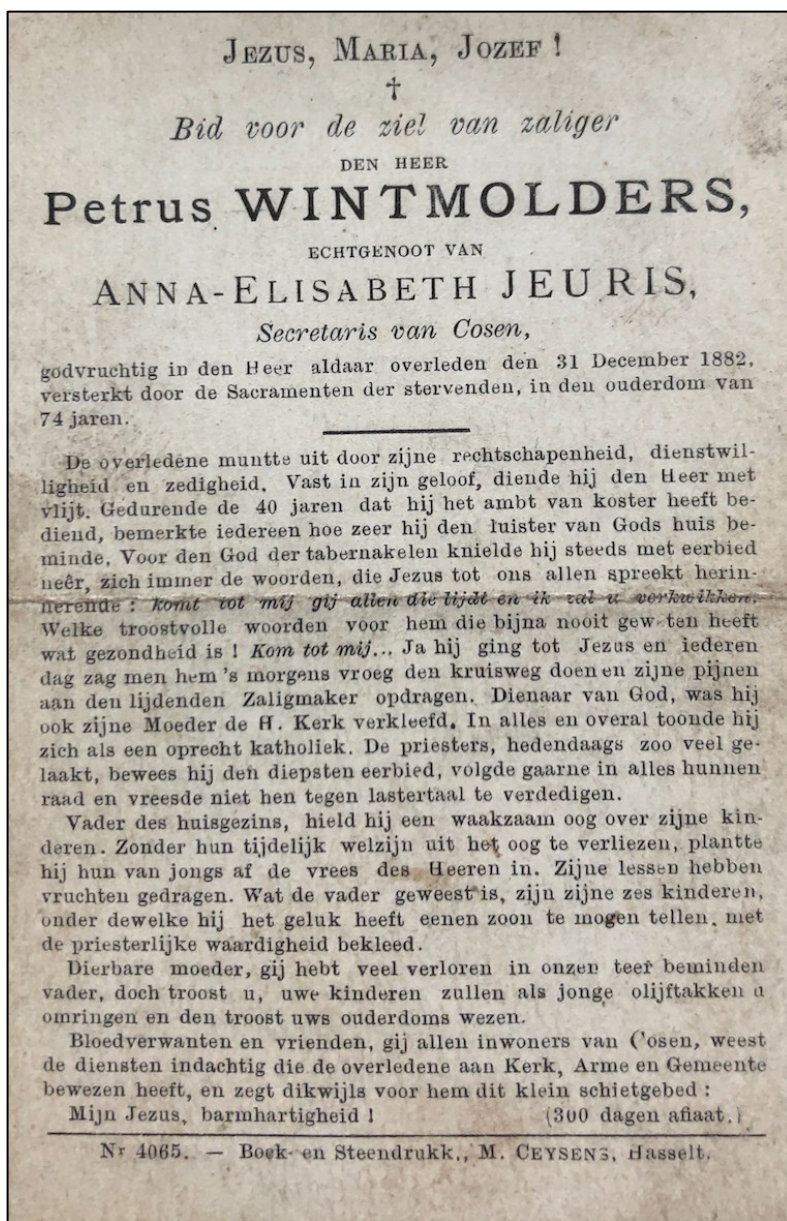 JEZUS, MARIA, JOZEF !
†
Bid voor de ziel van zaliger
DEN HEER
Petrus WINTMOLDERS,
ECHTGENOOT VAN
ANNA-ELISABETH JEURIS,
Secretaris van Cosen,
godvruchtig in den Heer aldaar overleden den 31 December 1882,
versterkt door de Sacramenten der stervenden, in den ouderdom van
74 jaren.
De overledene muntte uit door zijne rechtschapenheid, dienstwil-
ligheid en zedigheid. Vast in zijn geloof, diende hij den Heer met
vlijt. Gedurende de 40 jaren dat hij het ambt van koster heeft be-
diend, bemerkte iedereen hoe zeer hij den luister van Gods huis be-
minde. Voor den God der tabernakelen knielde hij steeds met eerbied
neêr, zich immer de woorden, die Jezus tot ons allen spreekt herin-
nerende : komt tot mij gij allen die lijdt en ik zal u verkwikken.
Welke troostvolle woorden voor hem die bijna nooit gew ten heeft
wat gezondheid is ! Kom tot mij... Ja hij ging tot Jezus en iederen
dag zag men hem 's morgens vroeg den kruisweg doen en zijne pijnen
aan den lijdenden Zaligmaker opdragen. Dienaar van God, was hij
ook zijne Moeder de H. Kerk verkleefd. In alles en overal toonde hij
zich als een oprecht katholiek. De priesters, hedendaags zoo veel ge-
laakt, bewees hij den diepsten eerbied, volgde gaarne in alles hunnen
raad en vreesde niet hen tegen lastertaal te verdedigen.
Vader des huisgezins, hield hij een waakzaam oog over zijne kin-
deren. Zonder hun tijdelijk welzijn uit het oog te verliezen, plantte
hij hun van jongs af de vrees des Heeren in. Zijne lessen hebben
vruchten gedragen. Wat de vader geweest is, zijn zijne zes kinderen,
onder dewelke hij het geluk heeft eenen zoon te mogen tellen, met
de priesterlijke waardigheid bekleed.
Dierbare moeder, gij hebt veel verloren in onzen teer beminden
vader, doch troost u, uwe kinderen zullen als jonge olijftakken u
omringen en den troost uws ouderdoms wezen.
Bloedverwanten en vrienden, gij allen inwoners van Cosen, weest
de diensten indachtig die de overledene aan Kerk, Arme en Gemeente
bewezen heeft, en zegt dikwijls voor hem dit klein schietgebed :
Mijn Jezus, barmhartigheid ! (300 dagen aflaat.)
Nr 4065. — Boek- en Steendrukk., M. CEYSENS, Hasselt.